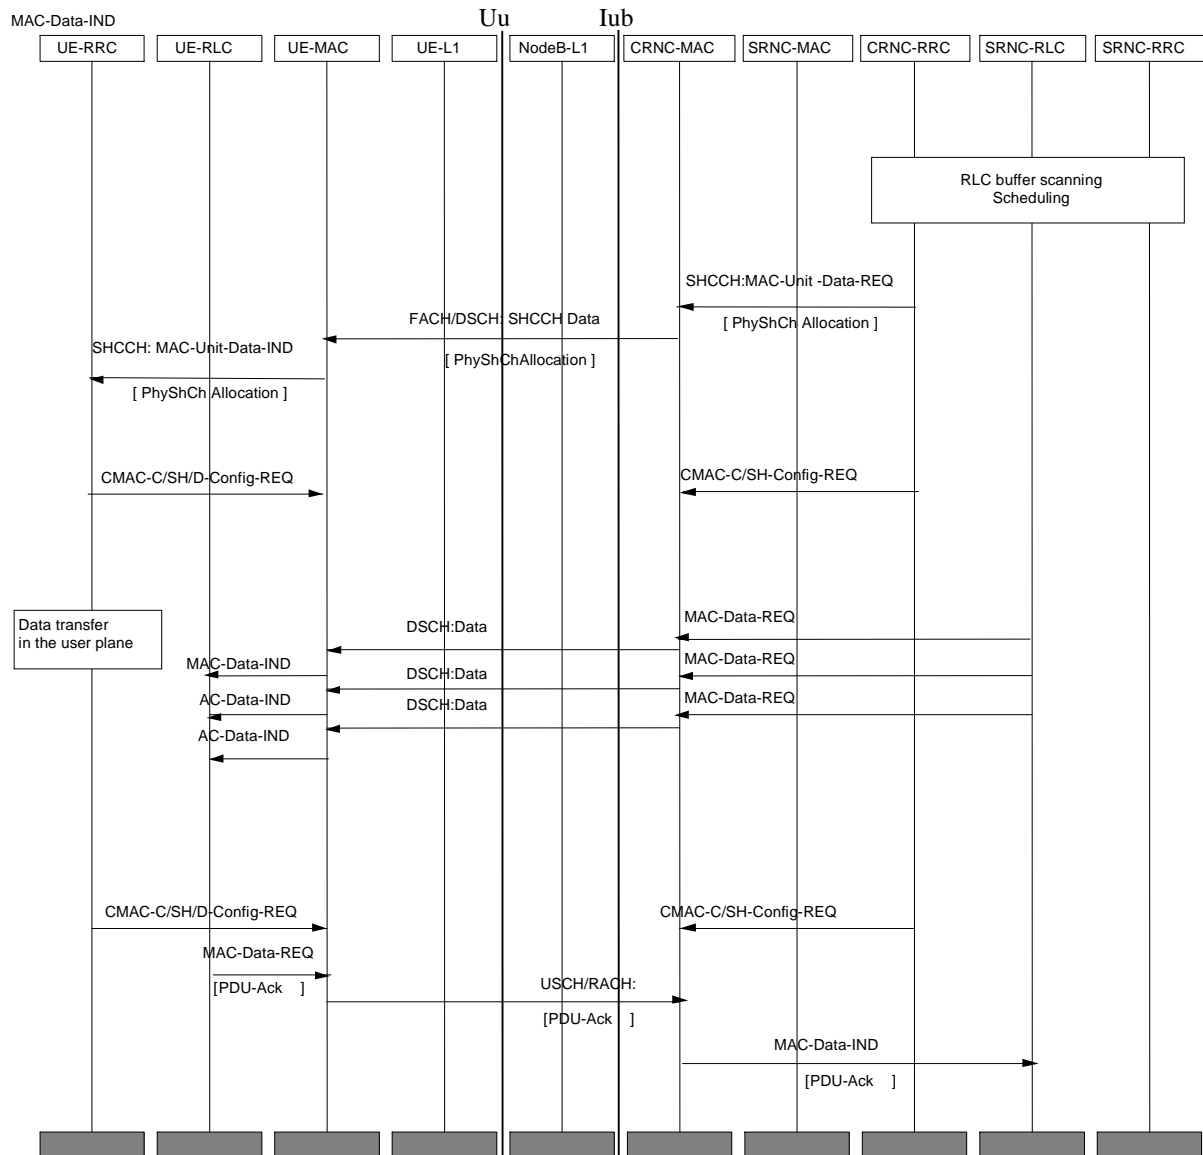 MAC-Data-IND
Uu
Iub
UE-RRC
UE-RLC
UE-MAC
UE-L1
NodeB-L1
CRNC-MAC
SRNC-MAC
CRNC-RRC
SRNC-RLC
SRNC-RRC
RLC buffer scanning
Scheduling
SHCCH:MAC-Unit -Data-REQ
[ PhyShCh Allocation ]
FACH/DSCH: SHCCH Data
[ PhyShChAllocation ]
SHCCH: MAC-Unit-Data-IND
[ PhyShCh Allocation ]
CMAC-C/SH/D-Config-REQ
CMAC-C/SH-Config-REQ
Data transfer
in the user plane
MAC-Data-REQ
DSCH:Data
MAC-Data-IND
MAC-Data-REQ
DSCH:Data
AC-Data-IND
MAC-Data-REQ
DSCH:Data
AC-Data-IND
CMAC-C/SH/D-Config-REQ
CMAC-C/SH-Config-REQ
MAC-Data-REQ
[PDU-Ack ]
USCH/RACH:
[PDU-Ack ]
MAC-Data-IND
[PDU-Ack ]